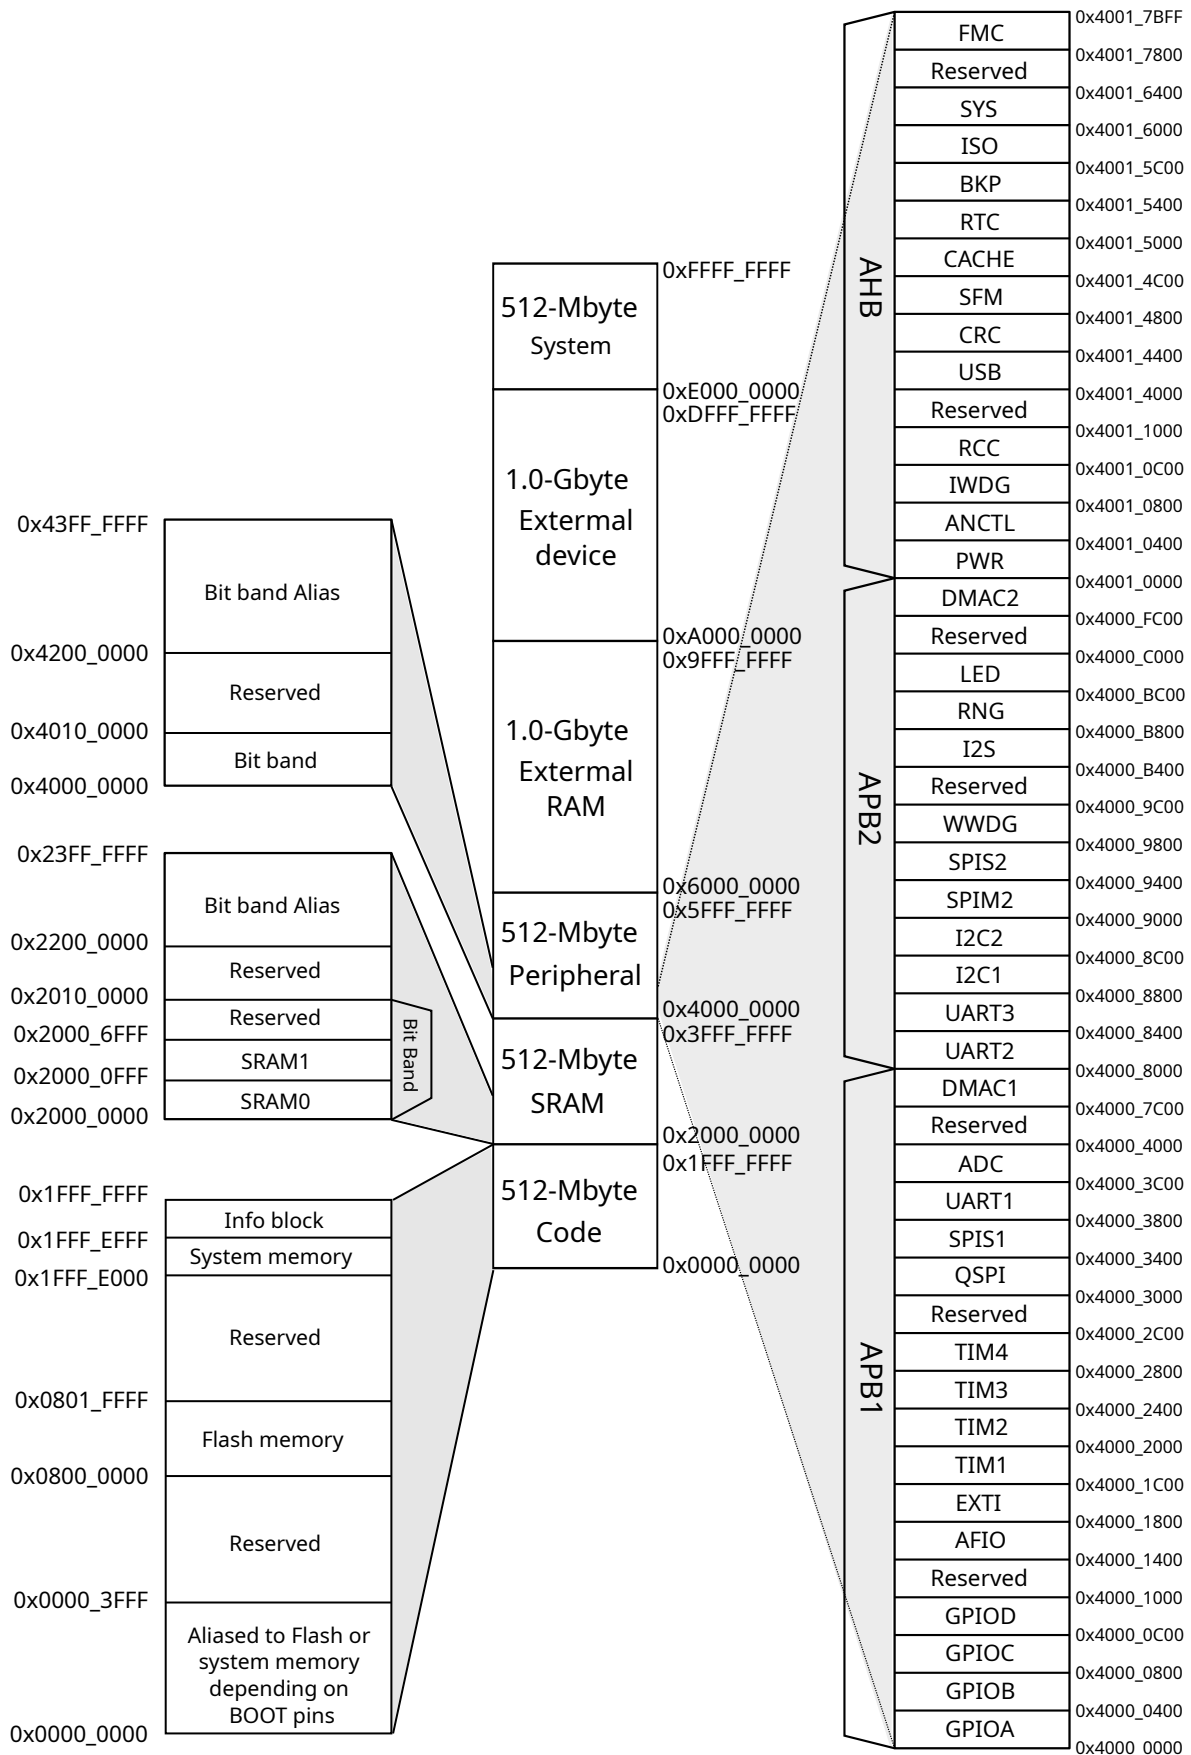 0x43FF_FFFF
Bit band Alias
0x4200_0000
Reserved
0x4010_0000
Bit band
0x4000_0000
0x23FF_FFFF
Bit band Alias
0x2200_0000
Reserved
0x2010_0000
Reserved
0x2000_6FFF
SRAM1
0x2000_0FFF
SRAM0
0x2000_0000
Bit Band
0x1FFF_FFFF
Info block
0x1FFF_EFFF
System memory
0x1FFF_E000
Reserved
0x0801_FFFF
Flash memory
0x0800_0000
Reserved
0x0000_3FFF
Aliased to Flash or
system memory
depending on
BOOT pins
0x0000_0000
0xFFFF_FFFF
512-Mbyte
System
0xE000_0000
0xDFFF_FFFF
1.0-Gbyte
Extermal
device
0xA000_0000
0x9FFF_FFFF
1.0-Gbyte
Extermal
RAM
0x6000_0000
0x5FFF_FFFF
512-Mbyte
Peripheral
0x4000_0000
0x3FFF_FFFF
512-Mbyte
SRAM
0x2000_0000
0x1FFF_FFFF
512-Mbyte
Code
0x0000_0000
AHB
APB2
APB1
0x4001_7BFF
FMC
0x4001_7800
Reserved
0x4001_6400
SYS
0x4001_6000
ISO
0x4001_5C00
BKP
0x4001_5400
RTC
0x4001_5000
CACHE
0x4001_4C00
SFM
0x4001_4800
CRC
0x4001_4400
USB
0x4001_4000
Reserved
0x4001_1000
RCC
0x4001_0C00
IWDG
0x4001_0800
ANCTL
0x4001_0400
PWR
0x4001_0000
DMAC2
0x4000_FC00
Reserved
0x4000_C000
LED
0x4000_BC00
RNG
0x4000_B800
I2S
0x4000_B400
Reserved
0x4000_9C00
WWDG
0x4000_9800
SPIS2
0x4000_9400
SPIM2
0x4000_9000
I2C2
0x4000_8C00
I2C1
0x4000_8800
UART3
0x4000_8400
UART2
0x4000_8000
DMAC1
0x4000_7C00
Reserved
0x4000_4000
ADC
0x4000_3C00
UART1
0x4000_3800
SPIS1
0x4000_3400
QSPI
0x4000_3000
Reserved
0x4000_2C00
TIM4
0x4000_2800
TIM3
0x4000_2400
TIM2
0x4000_2000
TIM1
0x4000_1C00
EXTI
0x4000_1800
AFIO
0x4000_1400
Reserved
0x4000_1000
GPIOD
0x4000_0C00
GPIOC
0x4000_0800
GPIOB
0x4000_0400
GPIOA
0x4000_0000